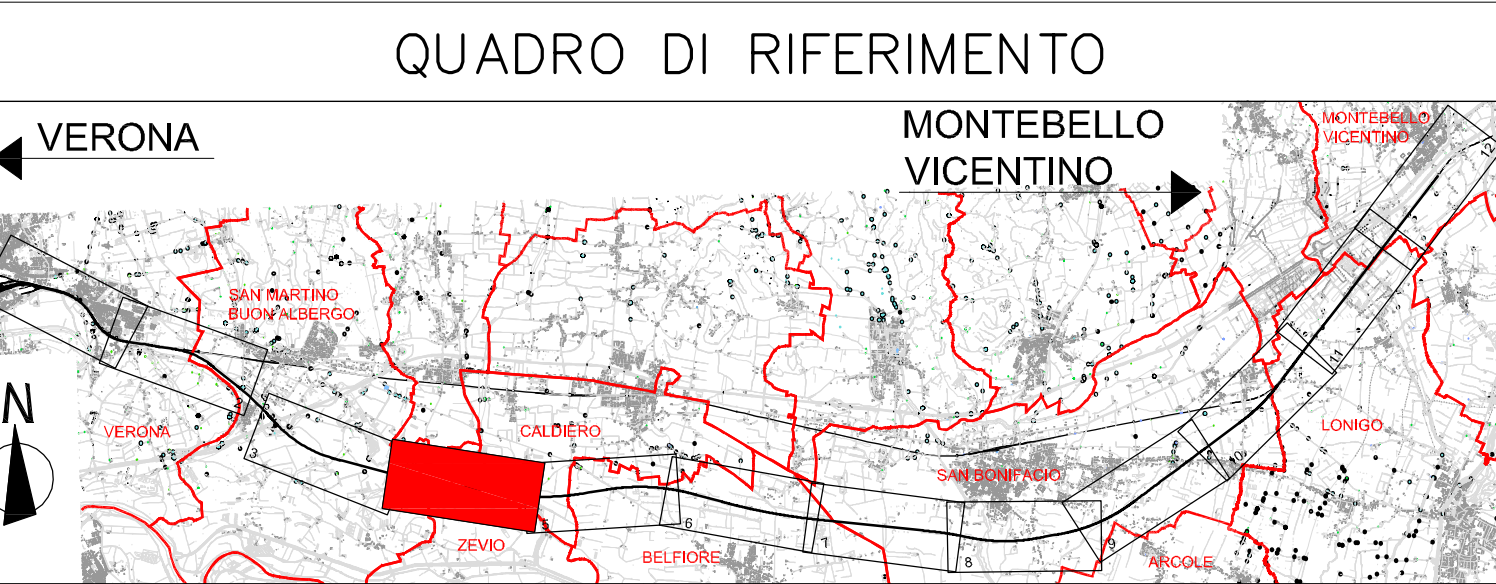 QUADRO DI RIFERIMENTO
VERONA
MONTEBELLO
VICENTINO
MONTEBELLO
VICENTINO
12
SAN MARTINO
BUON ALBERGO
N
VERONA
3
CALDIERO
SAN BONIFACIO
LONIGO
11
10
5
6
7
8
9
ZEVIO
BELFIORE
ARCOLE